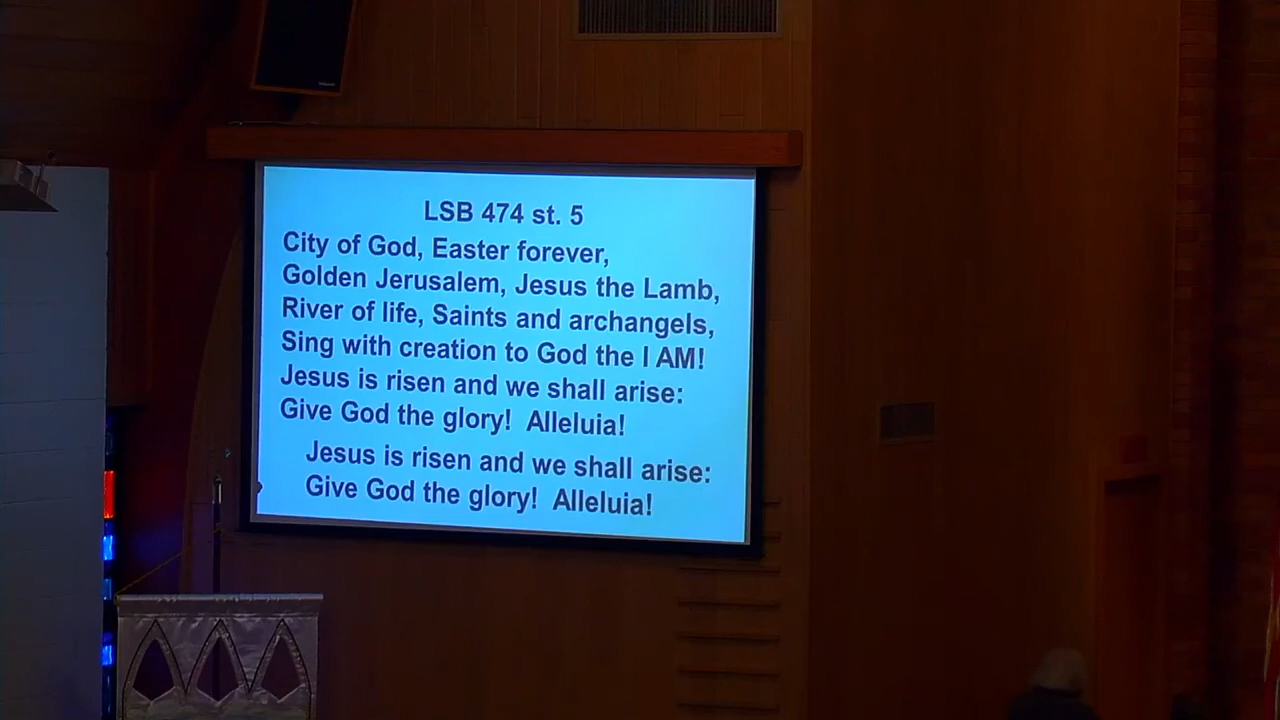 LSB 474 st. 5
City of God, Easter forever,
Golden Jerusalem, Jesus the Lamb,
River of life, Saints and archangels,
Sing with creation to God the I AM!
Jesus is risen and we shall arise:
Give God the glory!  Alleluia!
Jesus is risen and we shall arise:
Give God the glory!  Alleluia!